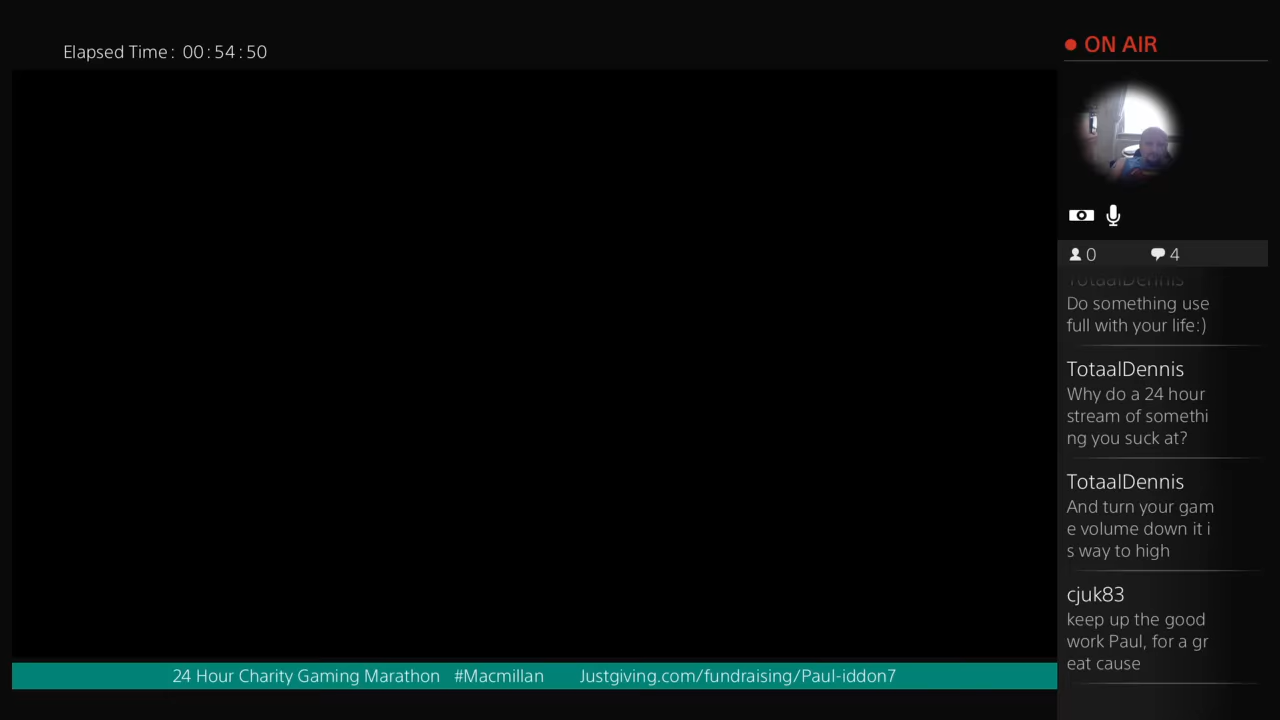 Elapsed Time: 00:54:50
ON AIR
0 4
TotaalDennis
Do something use
full with your life:)
TotaalDennis
Why do a 24 hour
stream of somethi
ng you suck at?
TotaalDennis
And turn your gam
e volume down it i
s way to high
cjuk83
keep up the good
work Paul, for a gr
eat cause
24 Hour Charity Gaming Marathon #Macmillan Justgiving.com/fundraising/Paul-iddon7